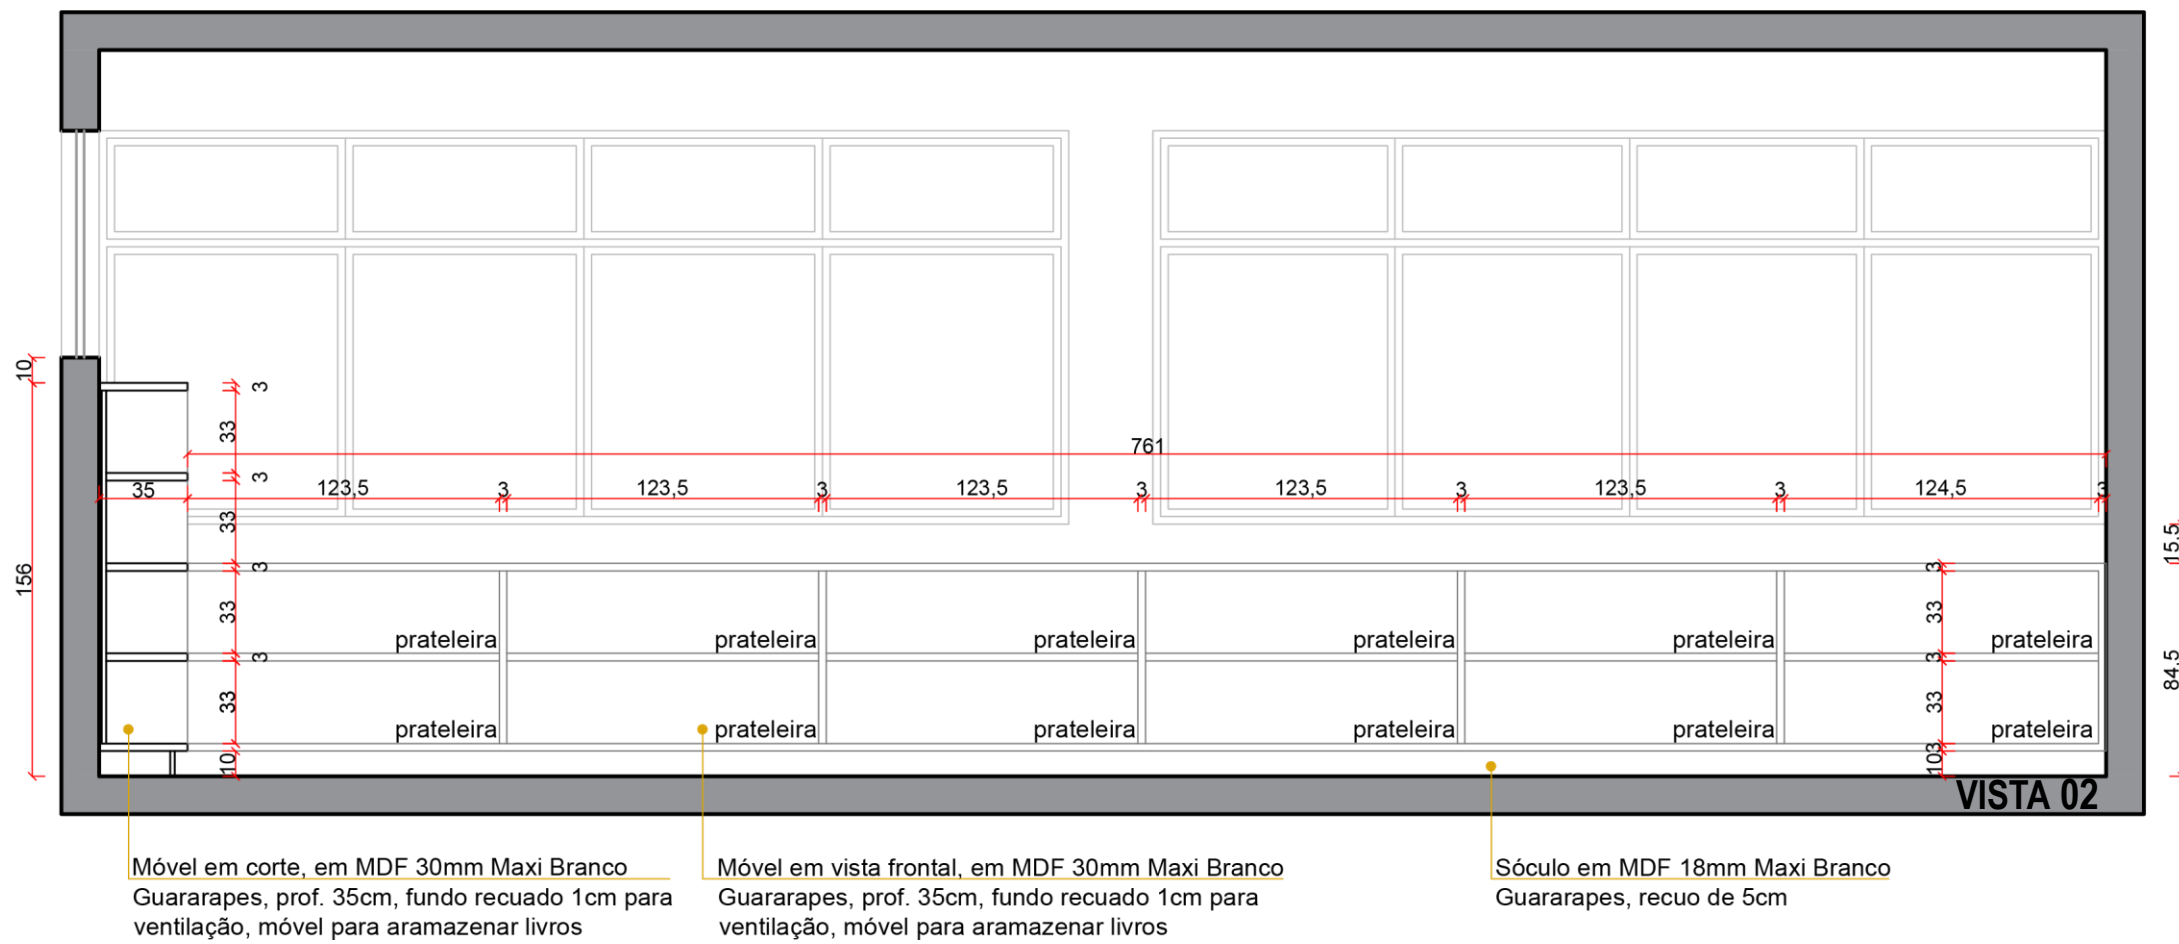 10
3
33
761
3
35
123,5
3
123,5
3
123,5
3
123,5
3
123,5
3
124,5
3
33
15,5
3
3
156
33
33
prateleira
prateleira
prateleira
prateleira
prateleira
prateleira
3
3
84,5
33
33
prateleira
prateleira
prateleira
prateleira
prateleira
prateleira
10
3
10
VISTA 02
Móvel em corte, em MDF 30mm Maxi Branco
Guararapes, prof. 35cm, fundo recuado 1cm para
ventilação, móvel para aramazenar livros
Móvel em vista frontal, em MDF 30mm Maxi Branco
Guararapes, prof. 35cm, fundo recuado 1cm para
ventilação, móvel para aramazenar livros
Sóculo em MDF 18mm Maxi Branco
Guararapes, recuo de 5cm